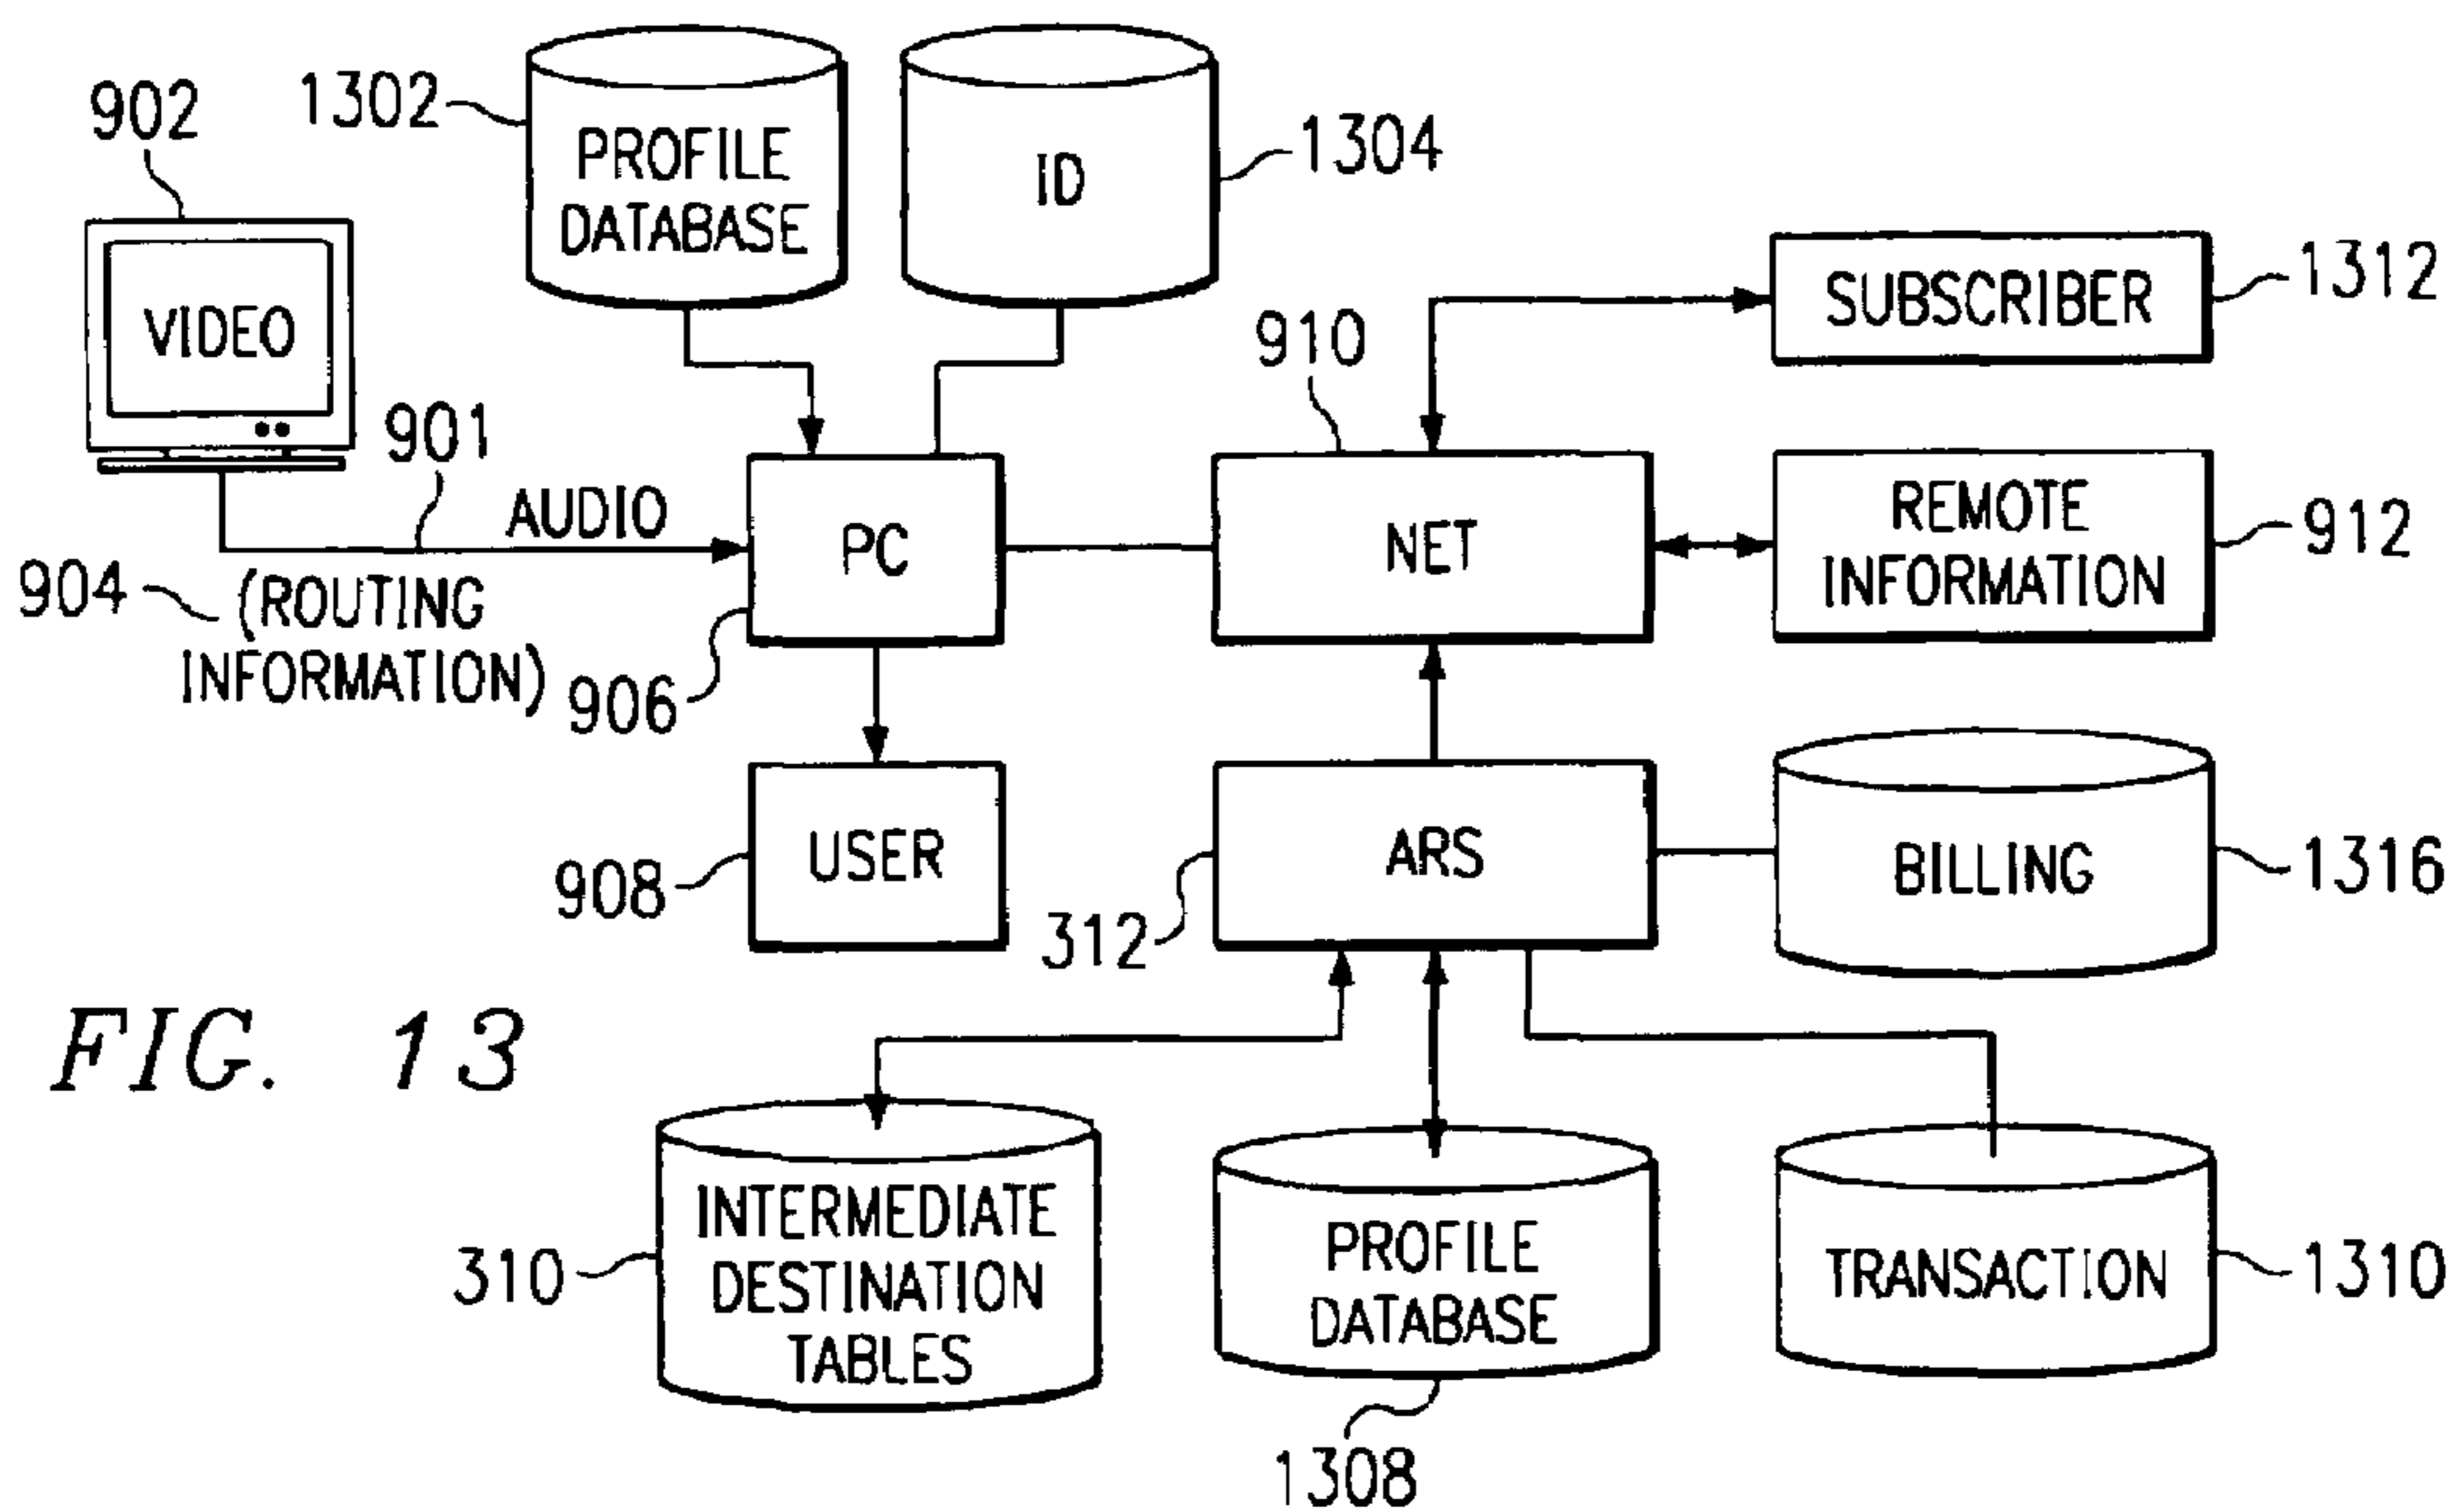 902
1302
PROFILE
DATABASE
ID
1304
VIDEO
901
AUDIO
904
(ROUTING
INFORMATION)
PC
906
USER
908
910
NET
SUBSCRIBER
1312
REMOTE
INFORMATION
912
ARS
312
BILLING
1316
FIG. 13
INTERMEDIATE
DESTINATION
TABLES
310
PROFILE
DATABASE
1308
TRANSACTION
1310